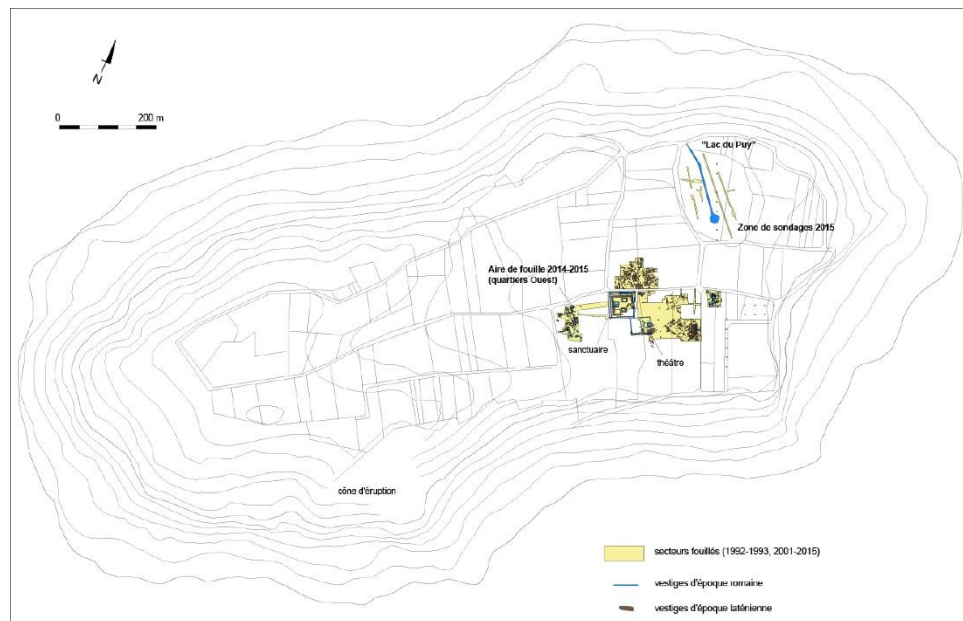 N
0 200 m
"Lac du Puy"
Zone de sondages 2015
Aire de fouille 2014-2015
(quartiers Ouest)
sanctuaire
théâtre
cône d'éruption
secteurs fouillés (1992-1993, 2001-2015)
vestiges d'époque romaine
vestiges d'époque laténienne